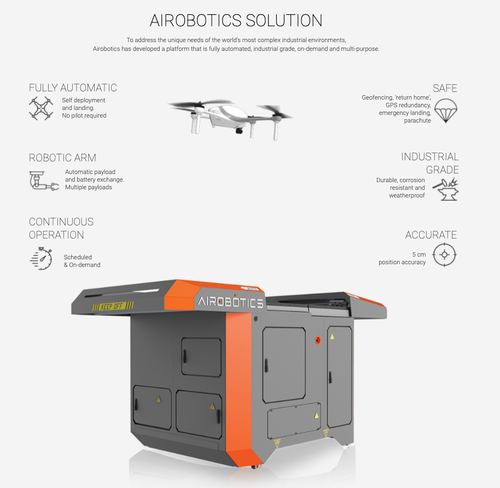 AIROBOTICS SOLUTION
To address the unique needs of the world's most complex industrial environments,
Airobotics has developed a platform that is fully automated, industrial grade, on-demand and multi-purpose.
FULLY AUTOMATIC
Self deployment
and landing.
No pilot required
ROBOTIC ARM
Automatic payload
and battery exchange.
Multiple payloads
CONTINUOUS
OPERATION
Scheduled
& On-demand
SAFE
Geofencing, 'return home',
GPS redundancy,
emergency landing,
parachute
INDUSTRIAL
GRADE
Durable, corrosion
resistant and
weatherproof
ACCURATE
5 cm
position accuracy
KEEP OFF
AIROBOTICS